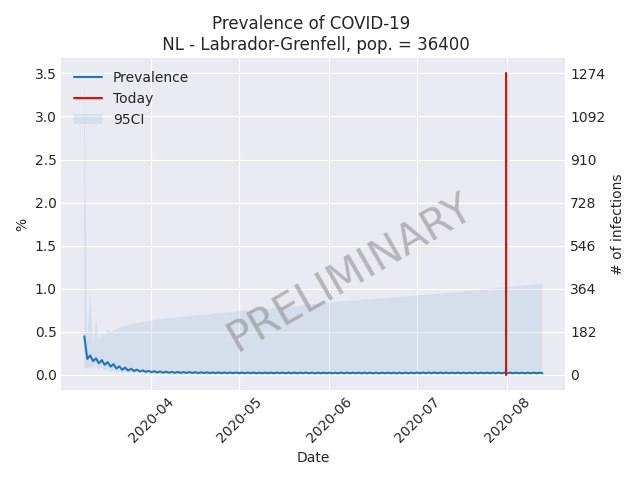 Prevalence of COVID-19
NL - Labrador-Grenfell, pop. = 36400
Prevalence
Today
95CI
3.5
3.0
2.5
2.0
1.5
1.0
0.5
0.0
%
1274
1092
910
728
546
364
182
0
# of infections
PRELIMINARY
2020-04
2020-05
2020-06
2020-07
2020-08
Date